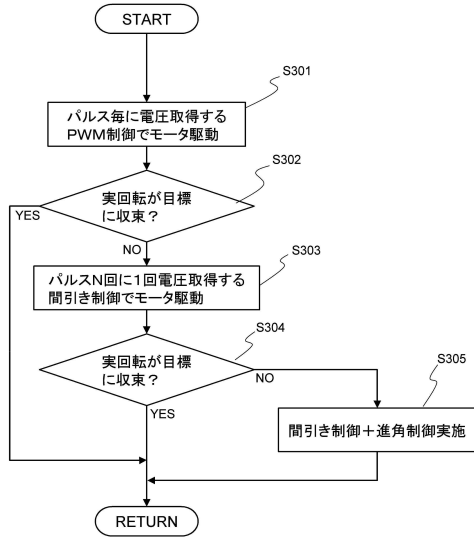 START
S301
パルス毎に電圧取得する
PWM制御でモータ駆動
S302
実回転が目標
に収束？
YES
NO
S303
パルスN回に1回電圧取得する
間引き制御でモータ駆動
S304
実回転が目標
に収束？
NO
YES
S305
間引き制御＋進角制御実施
RETURN